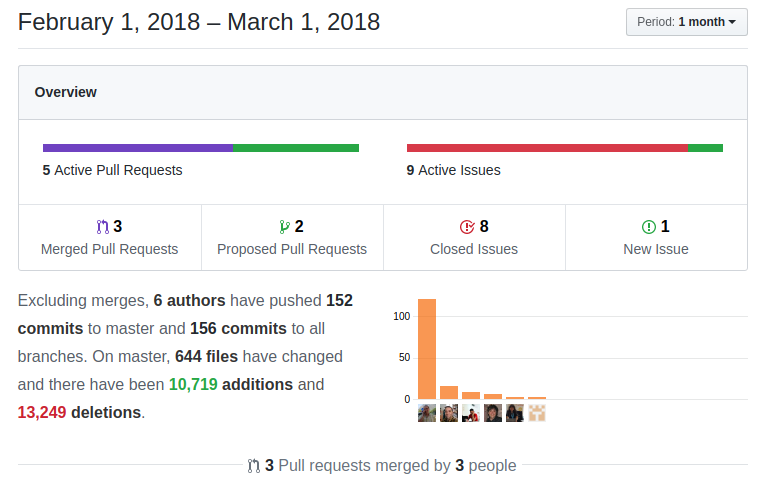 February 1, 2018 – March 1, 2018
Period: 1 month
Overview
5 Active Pull Requests
9 Active Issues
3
Merged Pull Requests
2
Proposed Pull Requests
8
Closed Issues
1
New Issue
Excluding merges, 6 authors have pushed 152
commits to master and 156 commits to all
branches. On master, 644 files have changed
and there have been 10,719 additions and
13,249 deletions.
100
50
0
3 Pull requests merged by 3 people